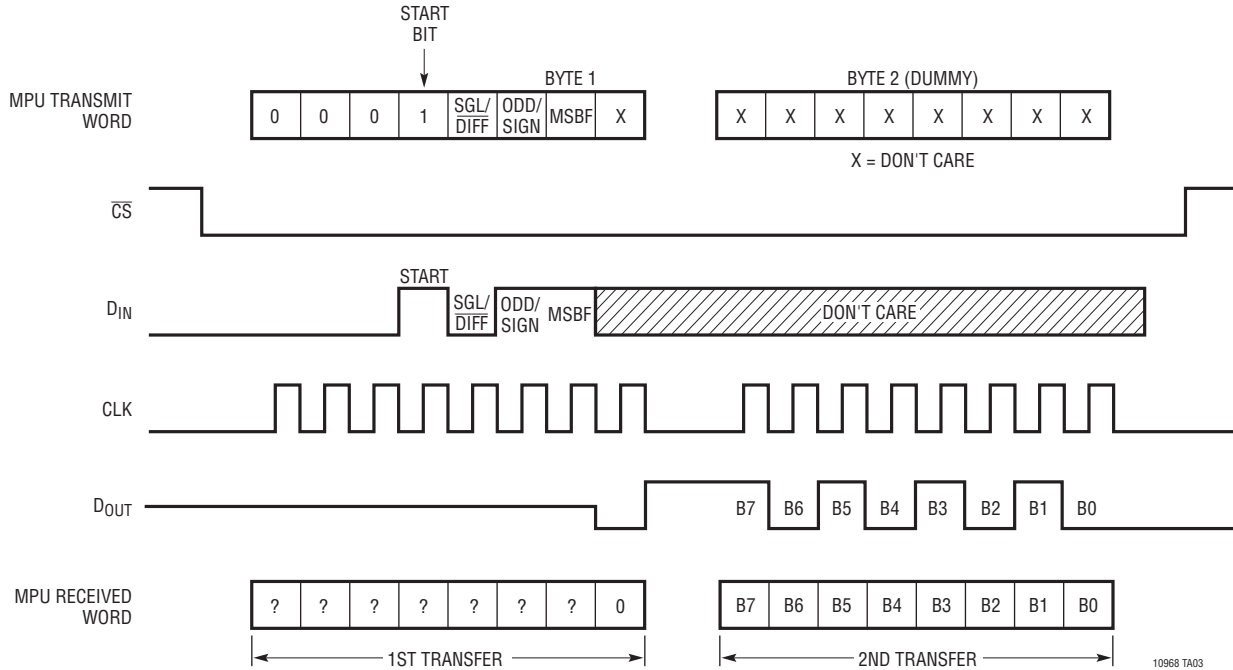 START
BIT
BYTE 1
BYTE 2 (DUMMY)
MPU TRANSMIT
WORD
0 0 0 1 SGL/DIFF ODD/SIGN MSBF X
X X X X X X X X
X = DON'T CARE
CS
START
DIN
SGL/DIFF ODD/SIGN MSBF
DON'T CARE
CLK
DOUT
B7 B6 B5 B4 B3 B2 B1 B0
MPU RECEIVED
WORD
? ? ? ? ? ? ? 0
B7 B6 B5 B4 B3 B2 B1 B0
1ST TRANSFER
2ND TRANSFER
10968 TA03